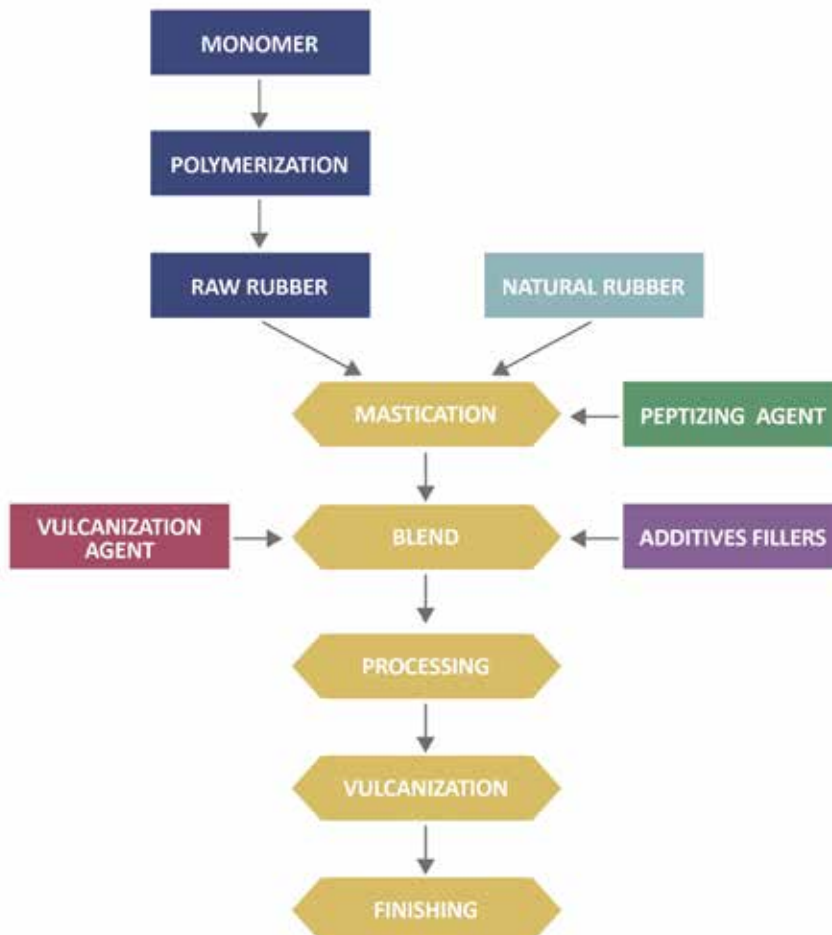 MONOMER
POLYMERIZATION
RAW RUBBER
NATURAL RUBBER
MASTICATION
PEPTIZING AGENT
VULCANIZATION
AGENT
BLEND
ADDITIVES FILLERS
PROCESSING
VULCANIZATION
FINISHING